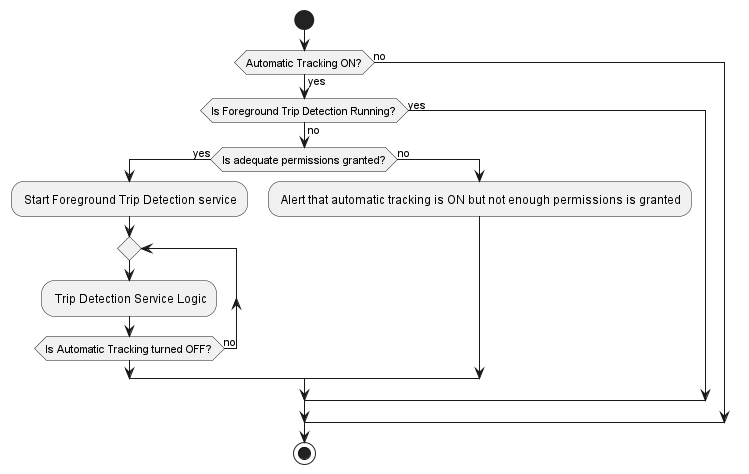 Automatic Tracking ON?
no
yes
Is Foreground Trip Detection Running?
yes
no
yes
Is adequate permissions granted?
no
Start Foreground Trip Detection service
Alert that automatic tracking is ON but not enough permissions is granted
Trip Detection Service Logic
Is Automatic Tracking turned OFF?
no